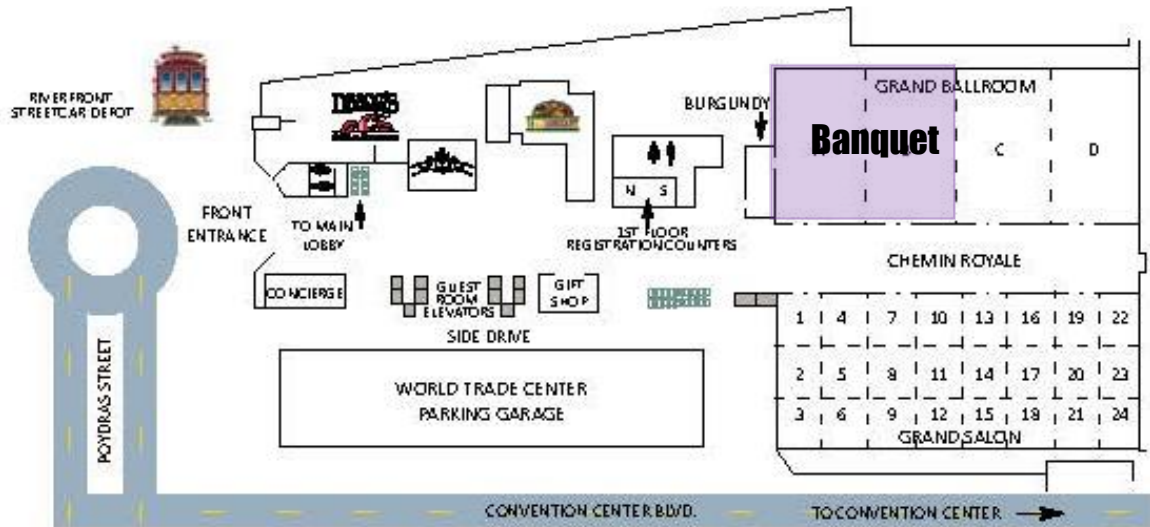 RIVERFRONT
STREETCAR DEPOT
BURGUNDY
GRAND BALLROOM
Banquet
C
D
N S
FRONT
ENTRANCE
TO MAIN
LOBBY
1ST FLOOR
REGISTRATION COUNTERS
CHEMIN ROYALE
CONCIERGE
GUEST
ROOM
ELEVATORS
GIFT
SHOP
SIDE DRIVE
1 4 7 10 13 16 19 22
2 5 8 11 14 17 20 23
3 6 9 12 15 18 21 24
GRAND SALON
WORLD TRADE CENTER
PARKING GARAGE
POYDRAS STREET
CONVENTION CENTER BLVD.
TO CONVENTION CENTER